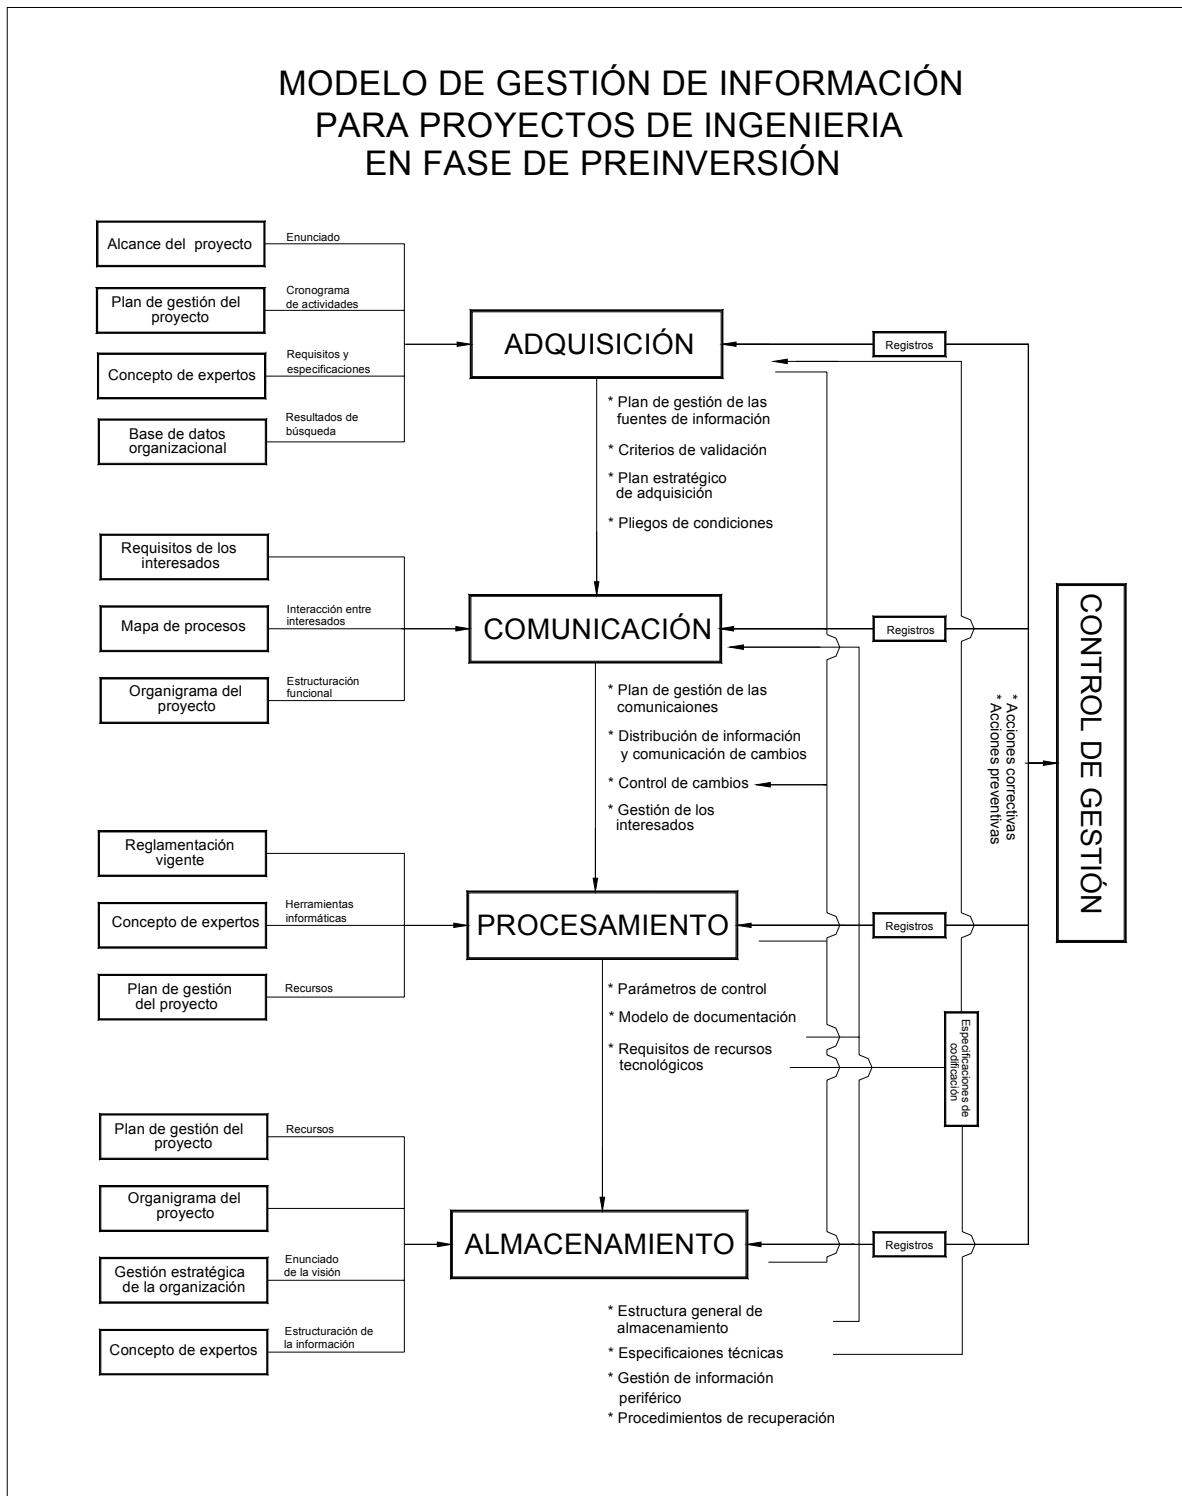 MODELO DE GESTIÓN DE INFORMACIÓN
PARA PROYECTOS DE INGENIERIA
EN FASE DE PREINVERSIÓN
Alcance del proyecto
Enunciado
Plan de gestión del
proyecto
Cronograma
de actividades
Concepto de expertos
Requisitos y
especificaciones
Base de datos
organizacional
Resultados de
búsqueda
ADQUISICIÓN
Registros
* Plan de gestión de las
fuentes de información
* Criterios de validación
* Plan estratégico
de adquisición
* Pliegos de condiciones
Requisitos de los
interesados
Mapa de procesos
Interacción entre
interesados
Organigrama del
proyecto
Estructuración
funcional
COMUNICACIÓN
Registros
* Plan de gestión de las
comunicaiones
* Distribución de información
y comunicación de cambios
* Control de cambios
* Gestión de los
interesados
* Acciones correctivas
* Acciones preventivas
CONTROL DE GESTIÓN
Reglamentación
vigente
Concepto de expertos
Herramientas
informáticas
Plan de gestión
del proyecto
Recursos
PROCESAMIENTO
Registros
* Parámetros de control
* Modelo de documentación
* Requisitos de recursos
tecnológicos
Especificaciones de
codificación
Plan de gestión del
proyecto
Recursos
Organigrama del
proyecto
Gestión estratégica
de la organización
Enunciado
de la visión
Concepto de expertos
Estructuración de
la información
ALMACENAMIENTO
Registros
* Estructura general de
almacenamiento
* Especificaiones técnicas
* Gestión de información
periférico
* Procedimientos de recuperación